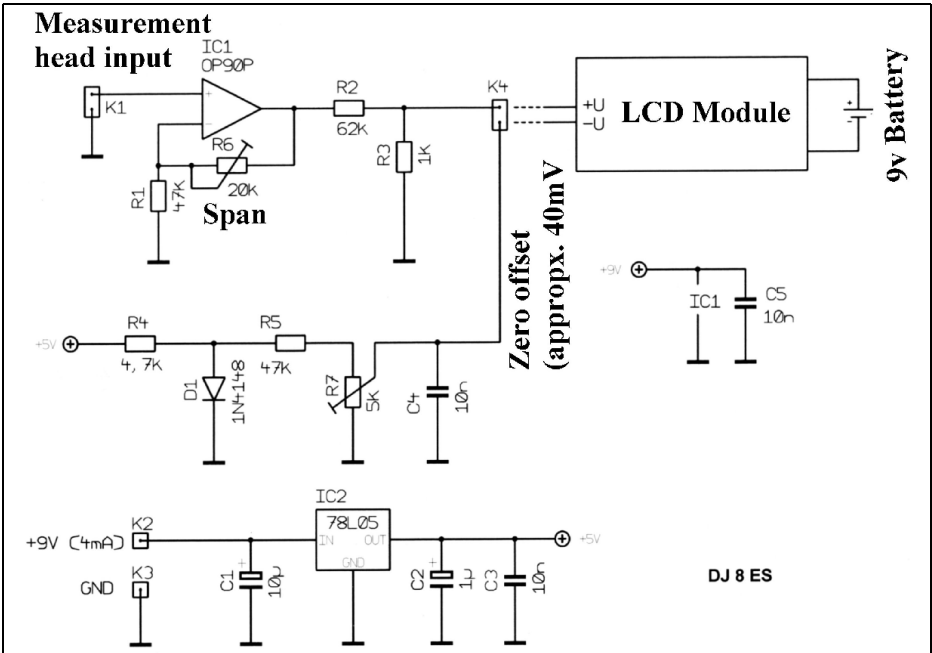 Measurement
head input
IC1
OP90P
+
-
K1
R6
20K
Span
R1
47K
R2
62K
R3
1K
K4
+U
-U
LCD Module
+
-
9v Battery
Zero offset
(appropx. 40mV
+9V
IC1
C5
10n
+5V
R4
4,7K
D1
1N4148
R5
47K
R7
5K
C4
10n
+9V (4mA)
K2
K3
GND
C1
+
10µ
IC2
78L05
IN
OUT
GND
C2
+
1µ
C3
10n
+5V
DJ 8 ES